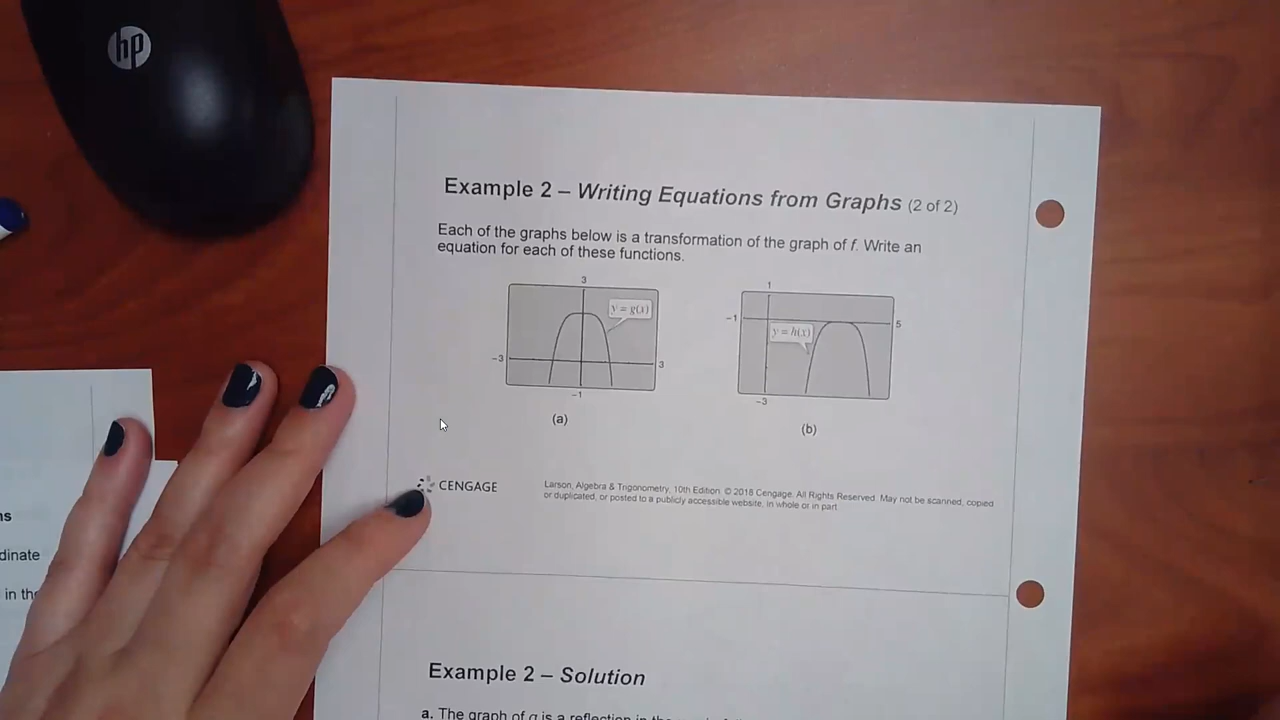 hp
Example 2 – Writing Equations from Graphs (2 of 2)
Each of the graphs below is a transformation of the graph of f. Write an
equation for each of these functions.
3
y = g(x)
−3
3
−1
(a)
1
−1
5
y = h(x)
−3
(b)
CENGAGE
Larson, Algebra & Trigonometry, 10th Edition. © 2018 Cengage. All Rights Reserved. May not be scanned, copied
or duplicated, or posted to a publicly accessible website, in whole or in part.
Example 2 – Solution
a. The graph of g is a reflection in the
ns
dinate
in the